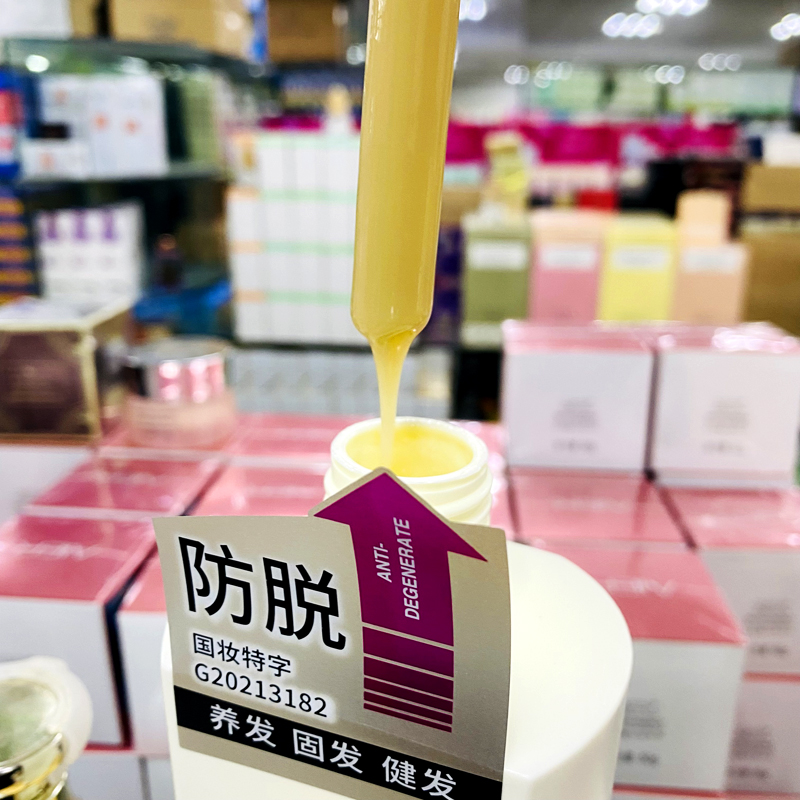 防脱
国妆特字
G20213182
养发 固发 健发
ANTI-
DEGENERATE